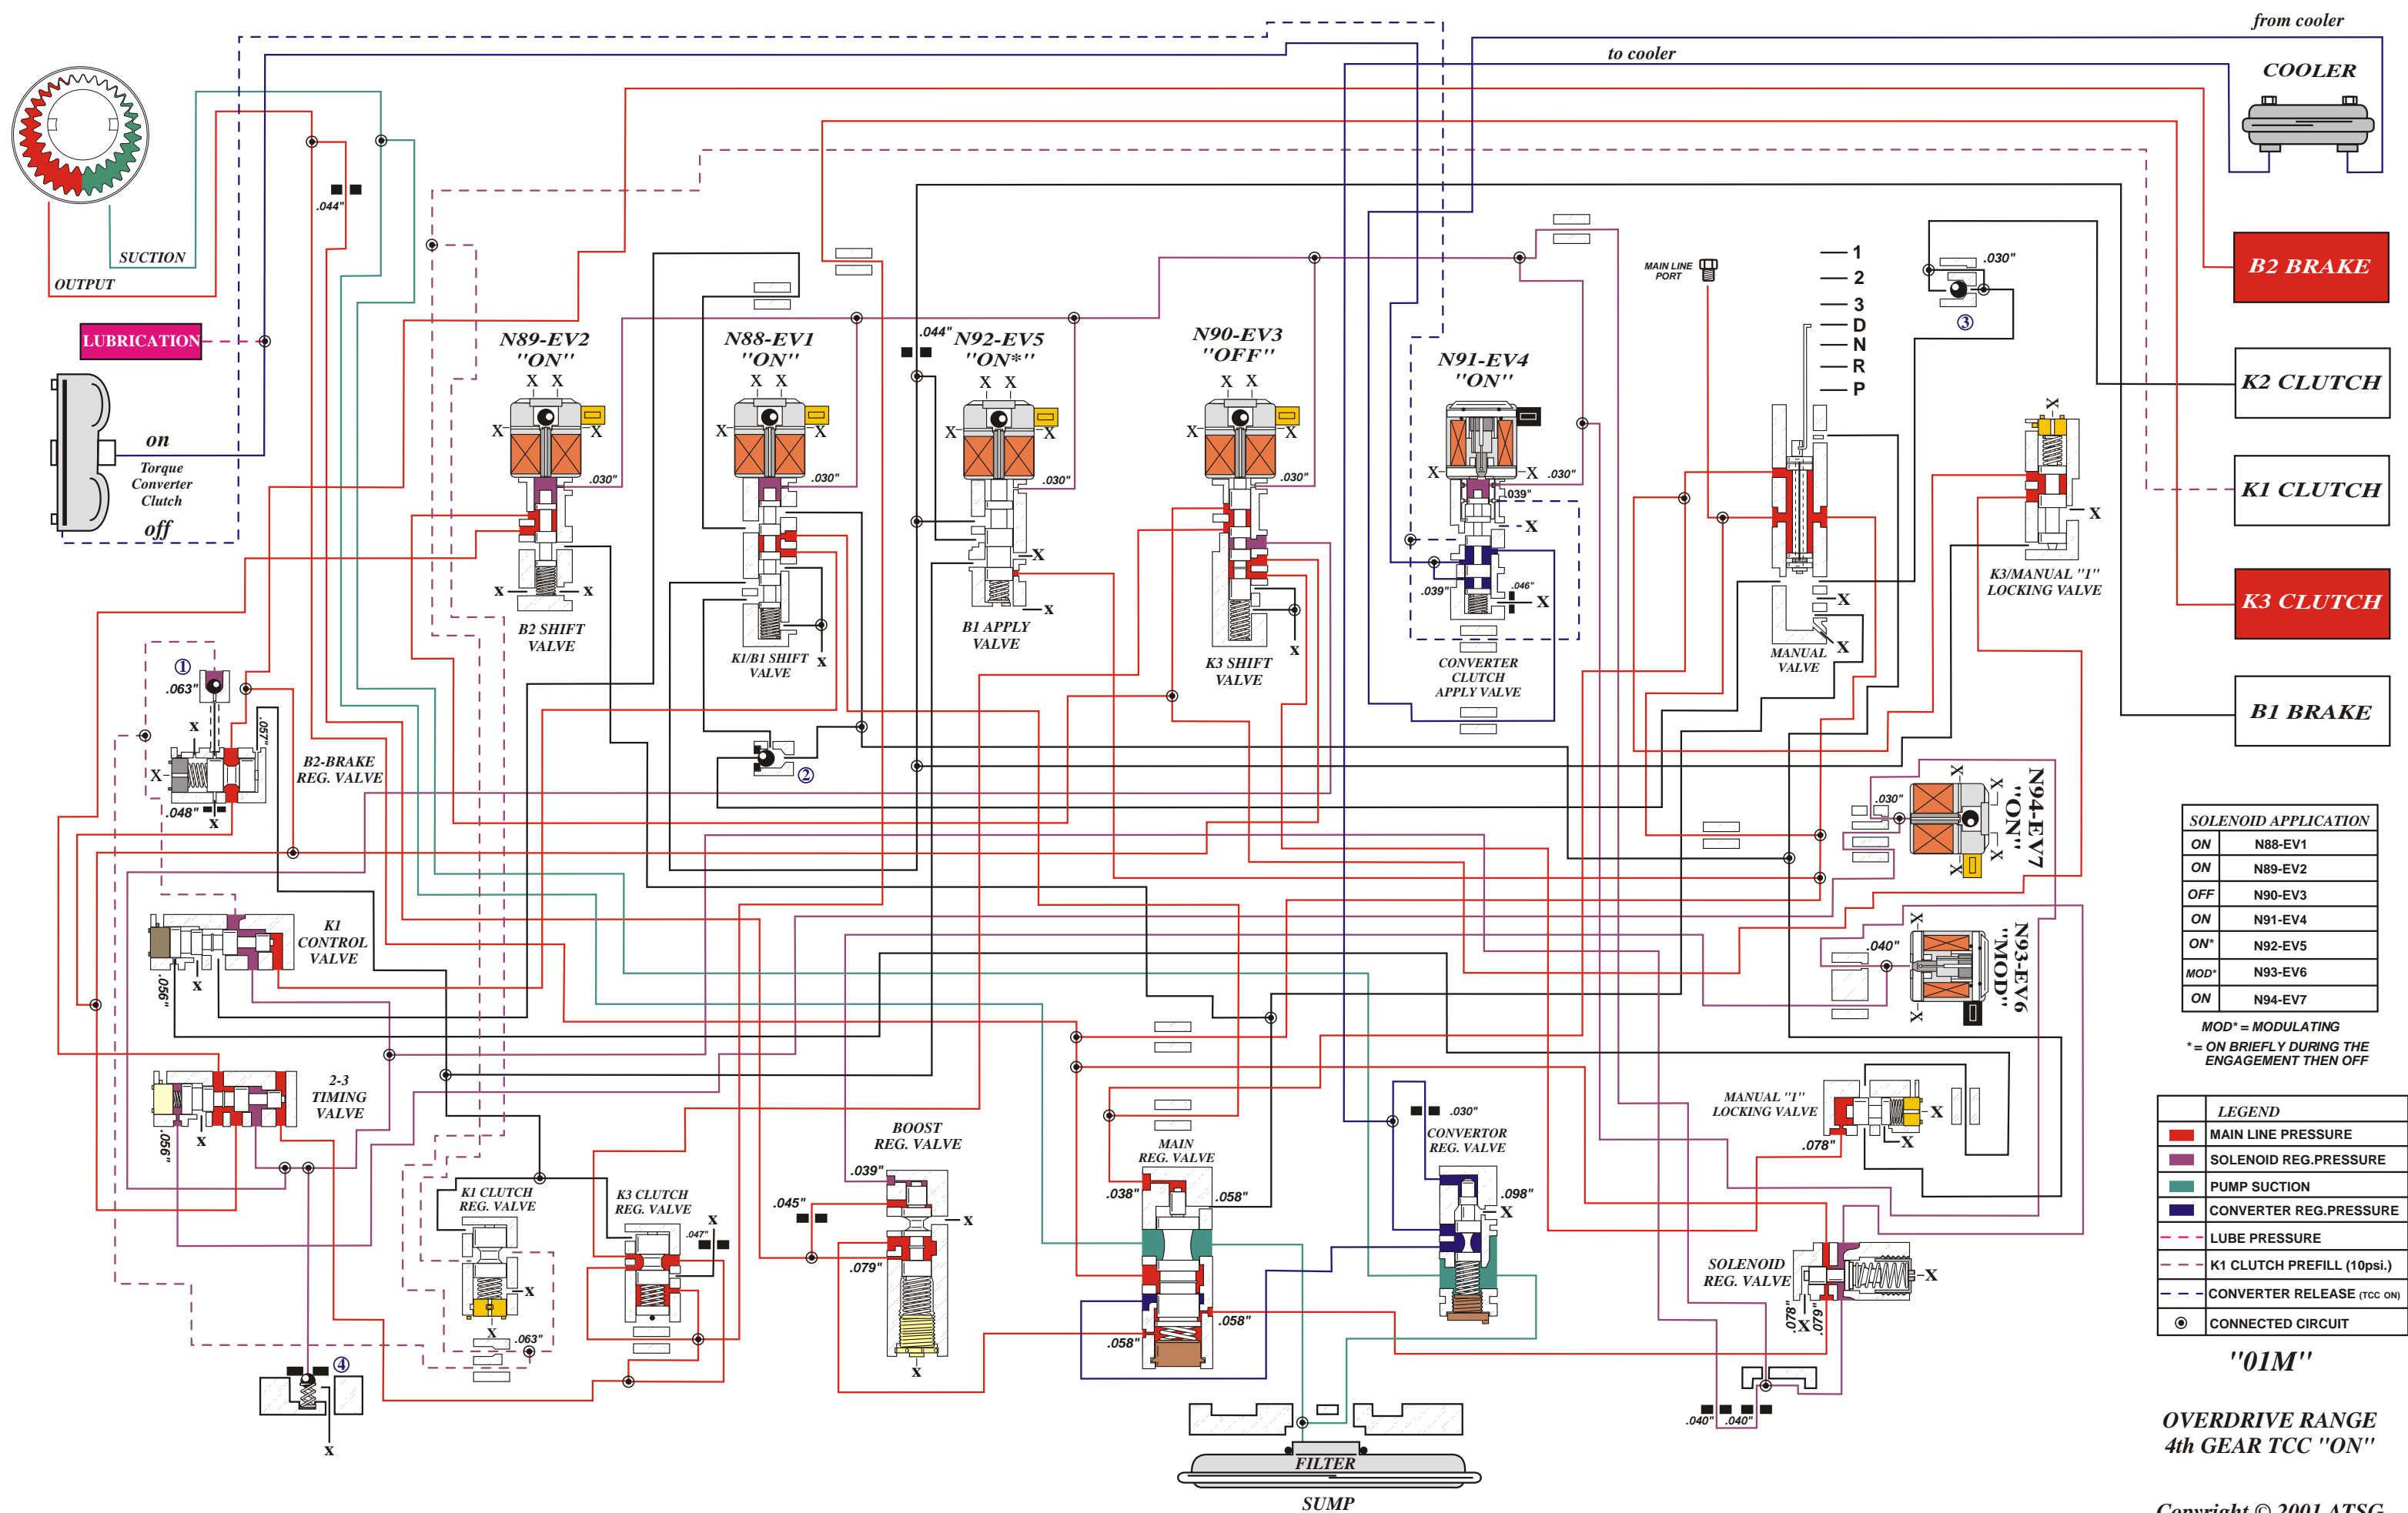 from cooler
to cooler
COOLER
.044"
SUCTION
OUTPUT
LUBRICATION
on
Torque
Converter
Clutch
off
B2 BRAKE
K2 CLUTCH
K1 CLUTCH
K3 CLUTCH
B1 BRAKE
MAIN LINE
PORT
1
2
3
D
N
R
P
.030"
③
N89-EV2
"ON"
X X
X X
.030"
x x
B2 SHIFT
VALVE
N88-EV1
"ON"
X X
X X
.030"
K1/B1 SHIFT
VALVE
x
.044"
N92-EV5
"ON*"
X X
X X
.030"
X
x
B1 APPLY
VALVE
N90-EV3
"OFF"
X X
X X
.030"
K3 SHIFT
VALVE
x
N91-EV4
"ON"
X X
.030"
.039"
X
.039"
.046"
X
CONVERTER
CLUTCH
APPLY VALVE
X
X
MANUAL
VALVE
X
X
K3/MANUAL "1"
LOCKING VALVE
①
.063"
x
.057"
X
.048"
x
B2-BRAKE
REG. VALVE
②
K1
CONTROL
VALVE
.056"
x
2-3
TIMING
VALVE
.056"
x
④
x
K1 CLUTCH
REG. VALVE
x
x
.063"
K3 CLUTCH
REG. VALVE
x
.047"
BOOST
REG. VALVE
.039"
.045"
x
.079"
x
MAIN
REG. VALVE
.038"
.058"
.058"
.058"
.030"
CONVERTOR
REG. VALVE
.098"
X
FILTER
SUMP
.030"
X
X
X
X
N94-EV7
"ON"
.040"
X
X
N93-EV6
"MOD"
MANUAL "1"
LOCKING VALVE
.078"
X
X
SOLENOID
REG. VALVE
X
.078"
X
.079"
.040"
.040"
SOLENOID APPLICATION
ON N88-EV1
ON N89-EV2
OFF N90-EV3
ON N91-EV4
ON* N92-EV5
MOD* N93-EV6
ON N94-EV7
MOD* = MODULATING
* = ON BRIEFLY DURING THE
ENGAGEMENT THEN OFF
LEGEND
MAIN LINE PRESSURE
SOLENOID REG.PRESSURE
PUMP SUCTION
CONVERTER REG.PRESSURE
LUBE PRESSURE
K1 CLUTCH PREFILL (10psi.)
CONVERTER RELEASE (TCC ON)
CONNECTED CIRCUIT
"01M"
OVERDRIVE RANGE
4th GEAR TCC "ON"
Copyright © 2001 ATSG